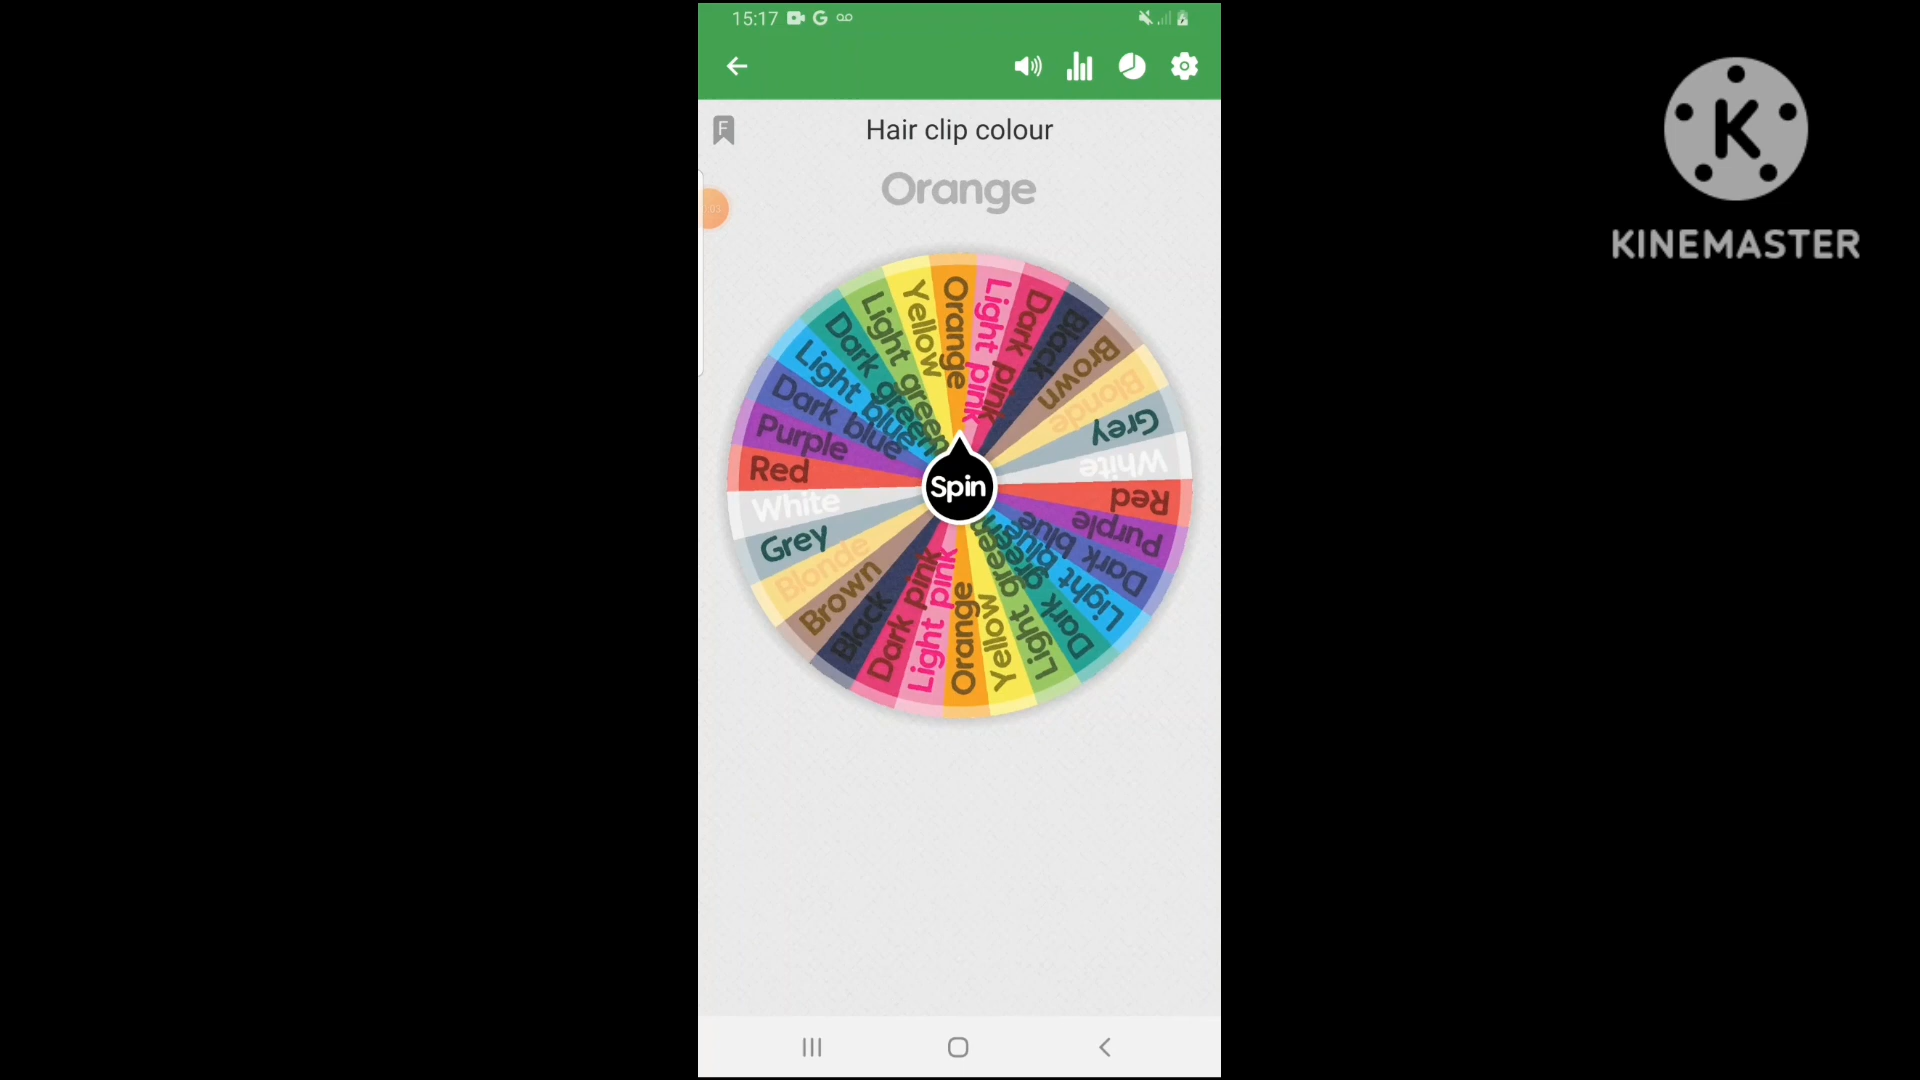 15:17
Hair clip colour
F
Orange
:03
Orange
Light pink
Dark pink
Black
Brown
Blonde
Grey
White
Red
Purple
Dark blue
Light blue
Dark green
Light green
Yellow
Orange
Light pink
Dark pink
Black
Brown
Blonde
Grey
White
Red
Purple
Dark blue
Light blue
Dark green
Light green
Yellow
Spin
K
KINEMASTER